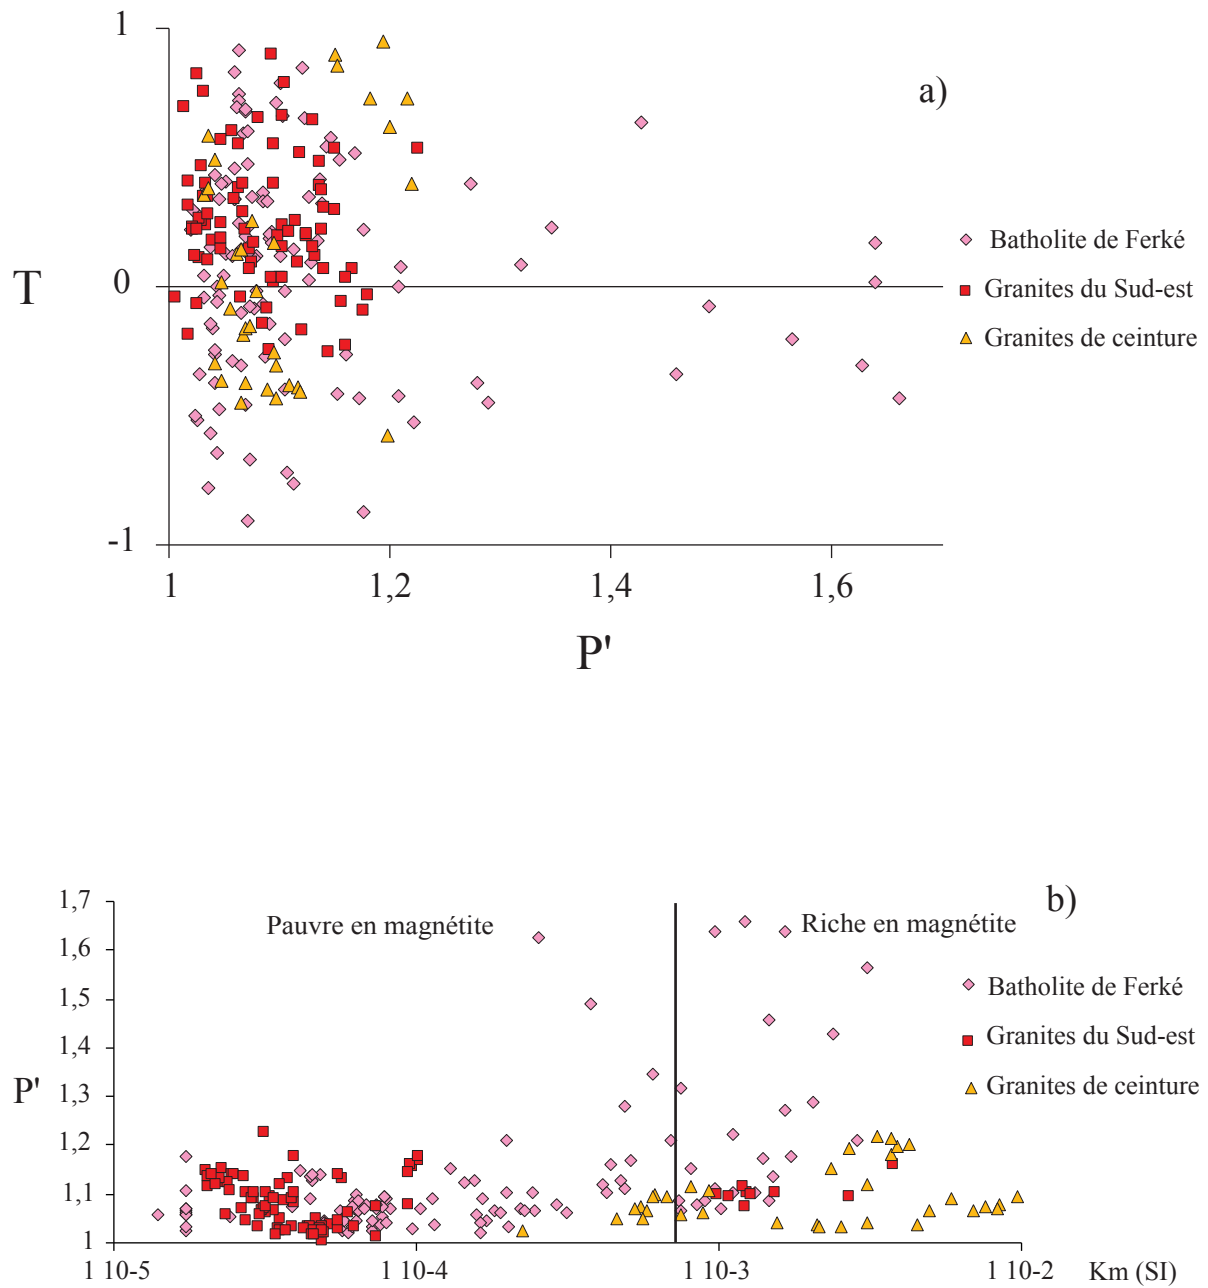 1
a)
Batholite de Ferké
T
0
Granites du Sud-est
Granites de ceinture
-1
1
1,2
1,4
1,6
P'
1,7
b)
Pauvre en magnétite
Riche en magnétite
1,6
Batholite de Ferké
1,5
Granites du Sud-est
1,4
P'
1,3
Granites de ceinture
1,2
1,1
1
1 10-5
1 10-4
1 10-3
1 10-2
Km (SI)